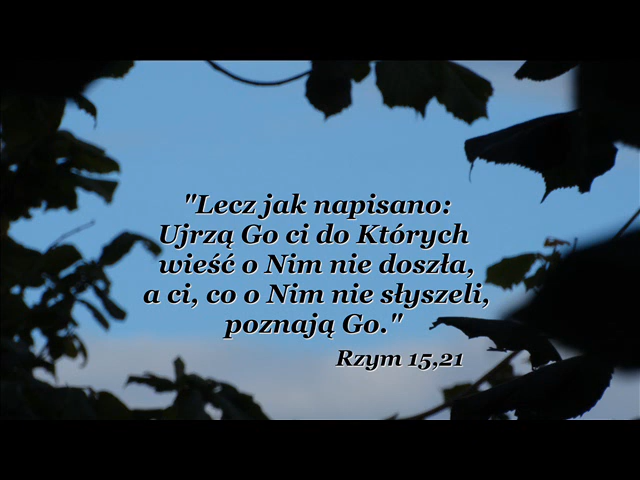 "Lecz jak napisano:
Ujrzą Go ci do Których
wieść o Nim nie doszła,
a ci, co o Nim nie słyszeli,
poznają Go."
Rzym 15,21